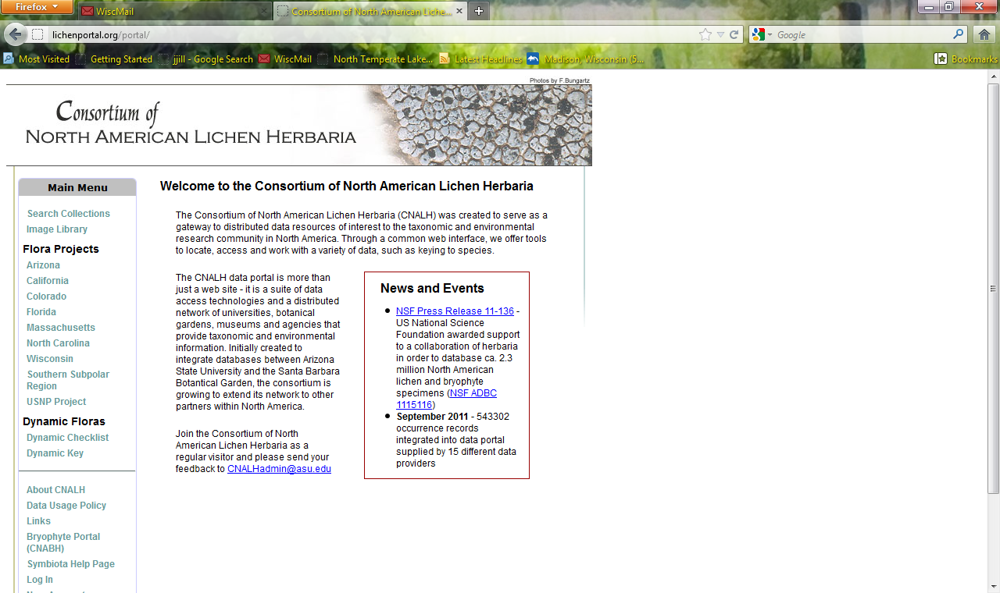 Firefox
WiscMail
Consortium of North American Liche...
lichenportal.org/portal/
Google
Most Visited
Getting Started
jjill - Google Search
WiscMail
North Temperate Lake...
Latest Headlines
Madison, Wisconsin (5...
Bookmarks
Photos by F.Bungartz
Consortium of
North American Lichen Herbaria
Main Menu
Search Collections
Image Library
Flora Projects
Arizona
California
Colorado
Florida
Massachusetts
North Carolina
Wisconsin
Southern Subpolar
Region
USNP Project
Dynamic Floras
Dynamic Checklist
Dynamic Key
About CNALH
Data Usage Policy
Links
Bryophyte Portal
(CNABH)
Symbiota Help Page
Log In
Welcome to the Consortium of North American Lichen Herbaria
The Consortium of North American Lichen Herbaria (CNALH) was created to serve as a
gateway to distributed data resources of interest to the taxonomic and environmental
research community in North America. Through a common web interface, we offer tools
to locate, access and work with a variety of data, such as keying to species.
The CNALH data portal is more than
just a web site - it is a suite of data
access technologies and a distributed
network of universities, botanical
gardens, museums and agencies that
provide taxonomic and environmental
information. Initially created to
integrate databases between Arizona
State University and the Santa Barbara
Botantical Garden, the consortium is
growing to extend its network to other
partners within North America.
Join the Consortium of North
American Lichen Herbaria as a
regular visitor and please send your
feedback to CNALHadmin@asu.edu
News and Events
NSF Press Release 11-136 -
US National Science
Foundation awarded support
to a collaboration of herbaria
in order to database ca. 2.3
million North American
lichen and bryophyte
specimens (NSF ADBC
1115116)
September 2011 - 543302
occurrence records
integrated into data portal
supplied by 15 different data
providers